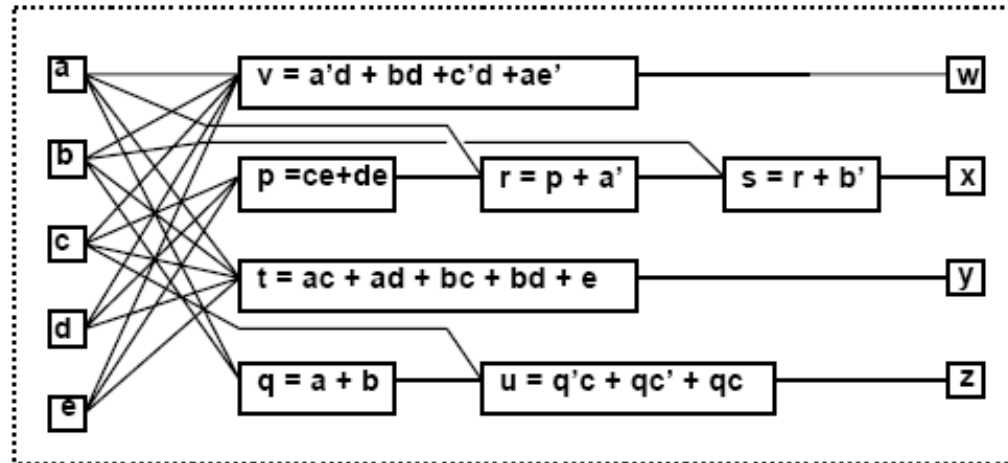 a v = a'd + bd +c'd +ae' w
b p =ce+de r = p + a' s = r + b' x
c t = ac + ad + bc + bd + e y
d q = a + b u = q'c + qc' + qc z
e